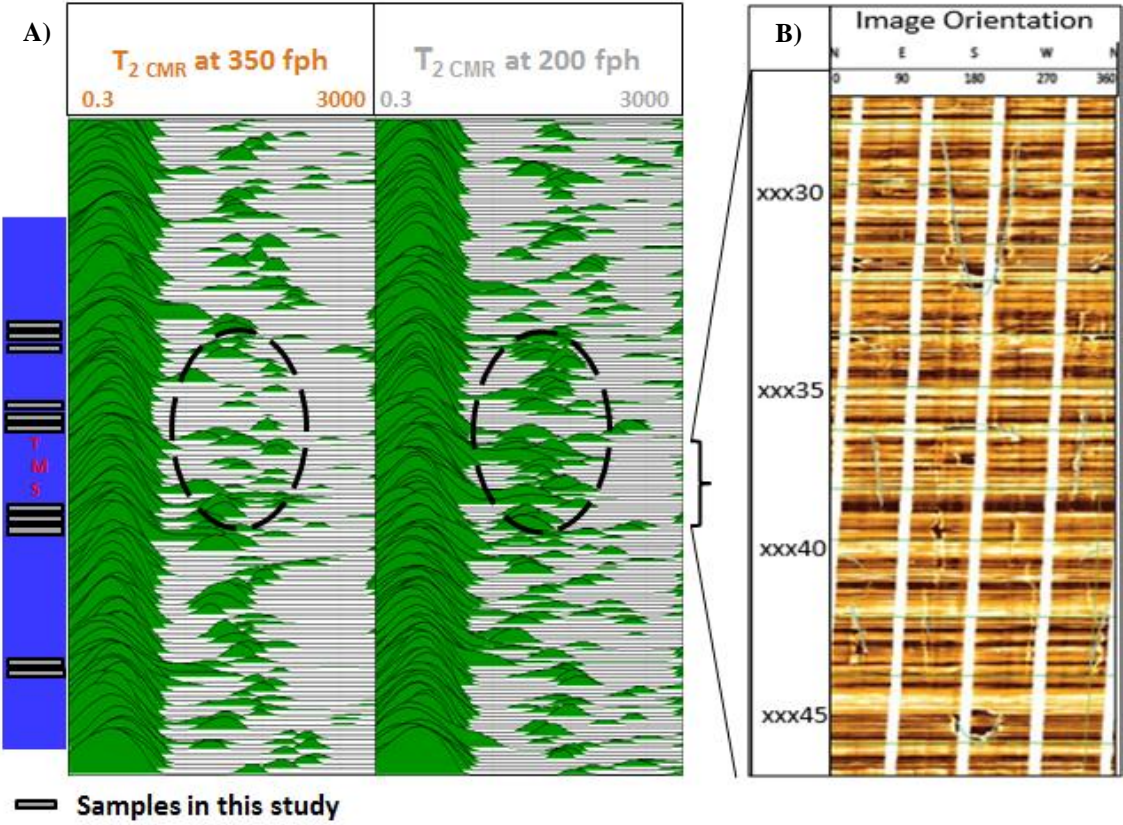 A)
T2 CMR at 350 fph
0.3 3000
T2 CMR at 200 fph
0.3 3000
T
M
S
Samples in this study
B)
Image Orientation
N E S W N
0 90 180 270 360
xxx30
xxx35
xxx40
xxx45